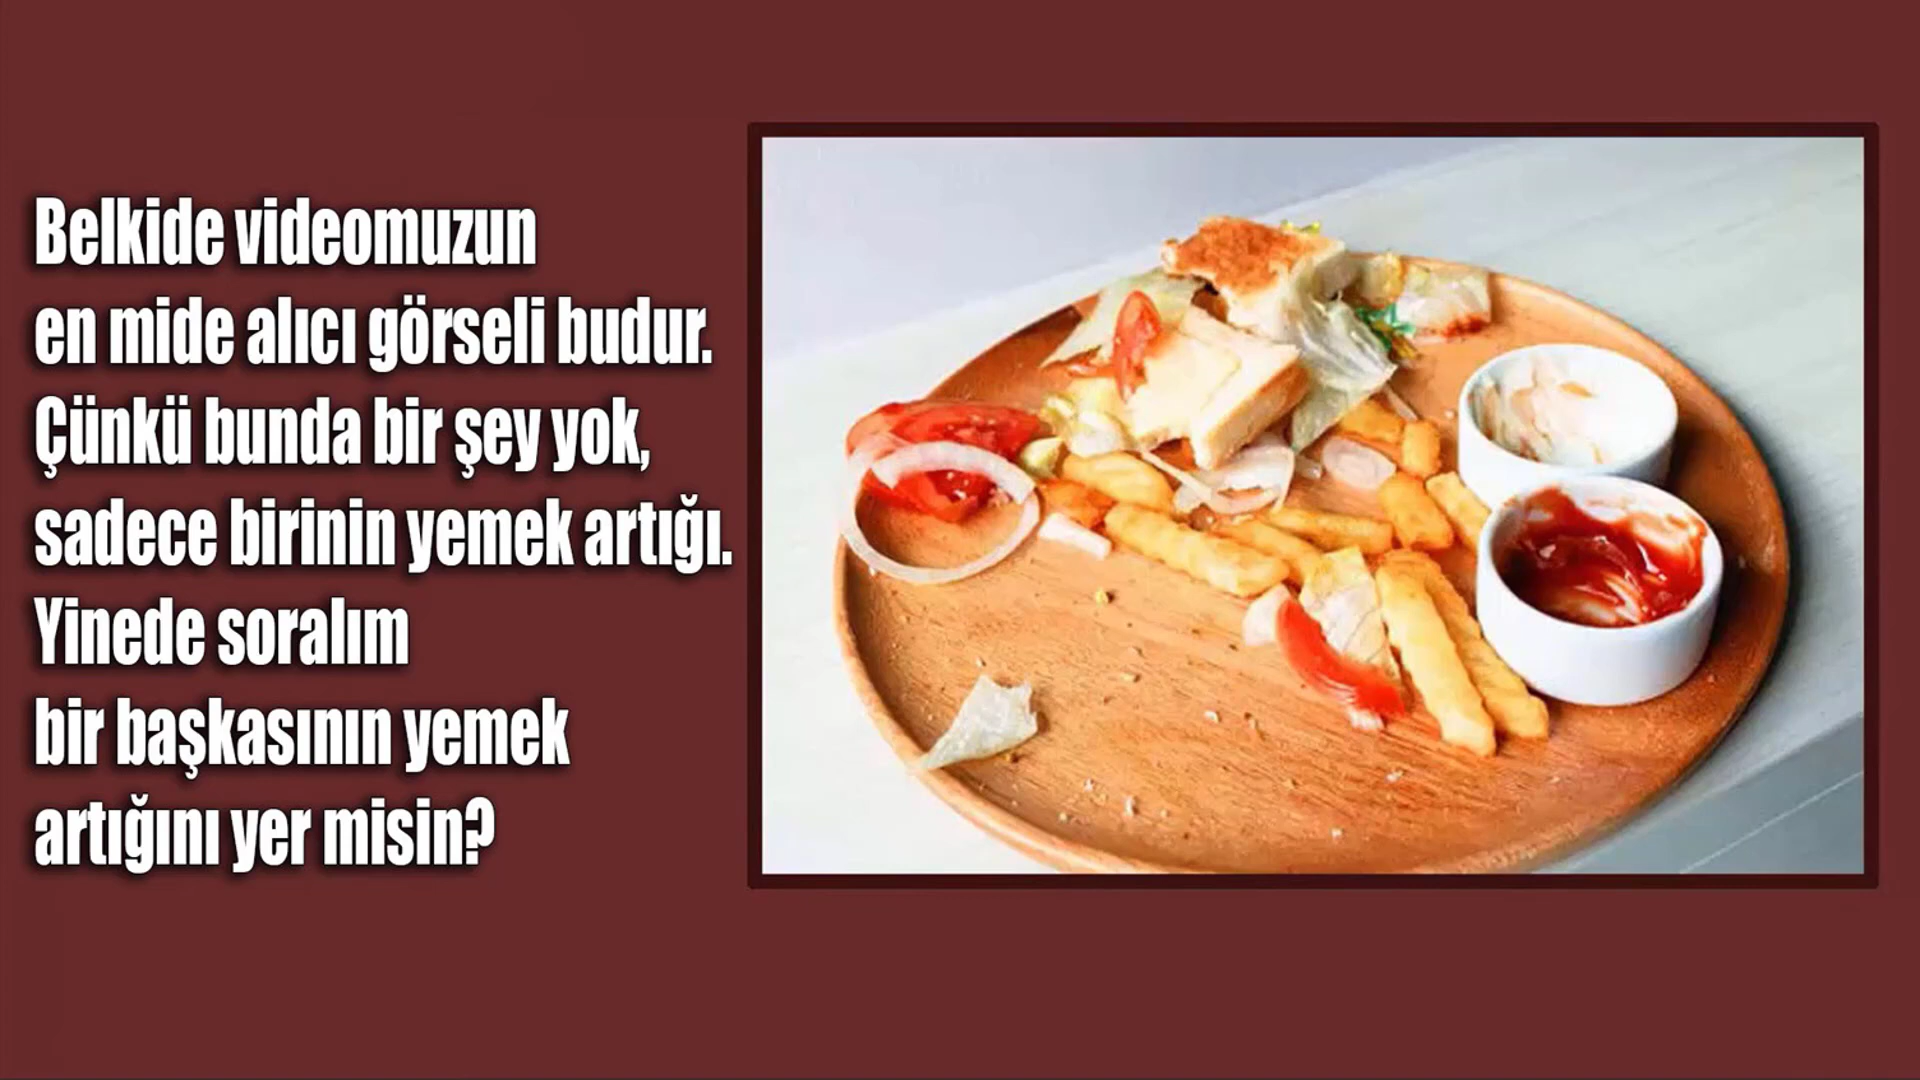 Belkide videomuzun
en mide alıcı görseli budur.
Çünkü bunda bir şey yok,
sadece birinin yemek artığı.
Yinede soralım
bir başkasının yemek
artığını yer misin?